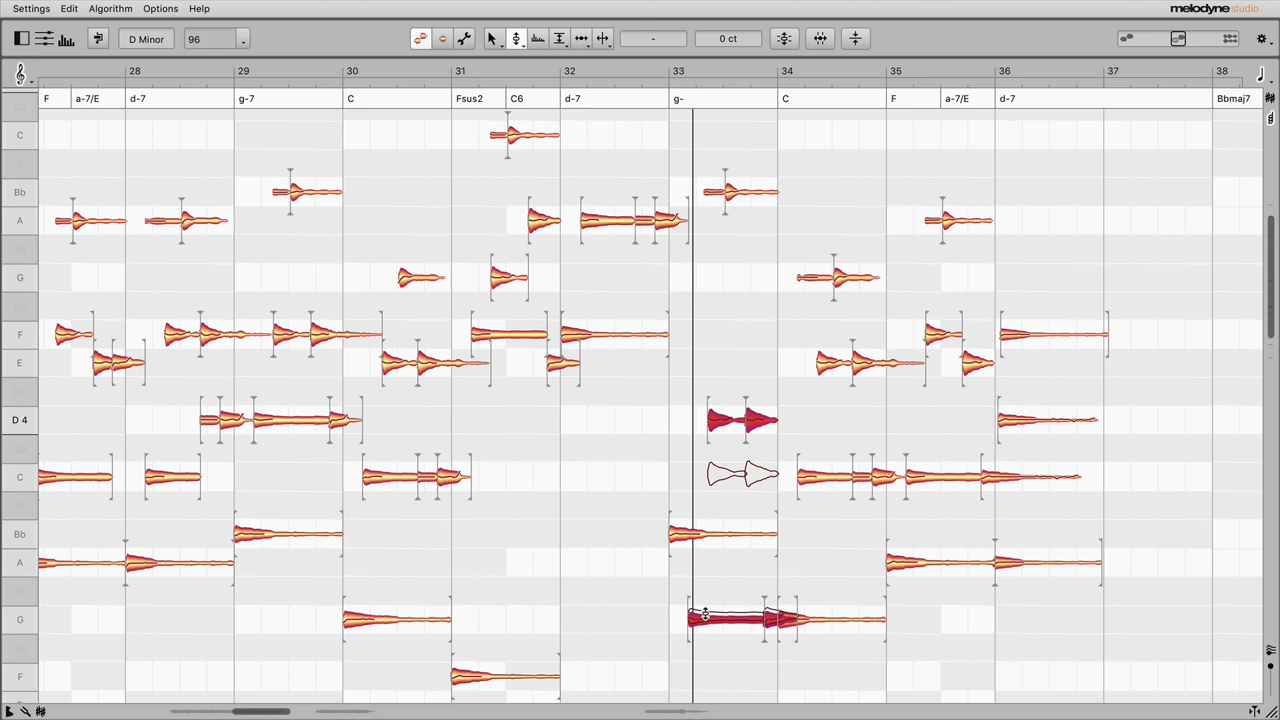 Settings Edit Algorithm Options Help melodyne studio
D Minor 96 - 0 ct
28 29 30 31 32 33 34 35 36 37 38
F a-7/E d-7 g-7 C Fsus2 C6 d-7 g- C F a-7/E d-7 Bbmaj7
C
Bb
A
G
F
E
D 4
C
Bb
A
G
F